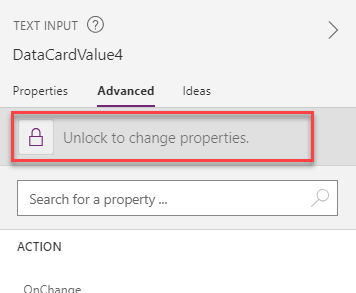 TEXT INPUT ?
DataCardValue4
Properties Advanced Ideas
Unlock to change properties.
Search for a property ...
ACTION
OnChange